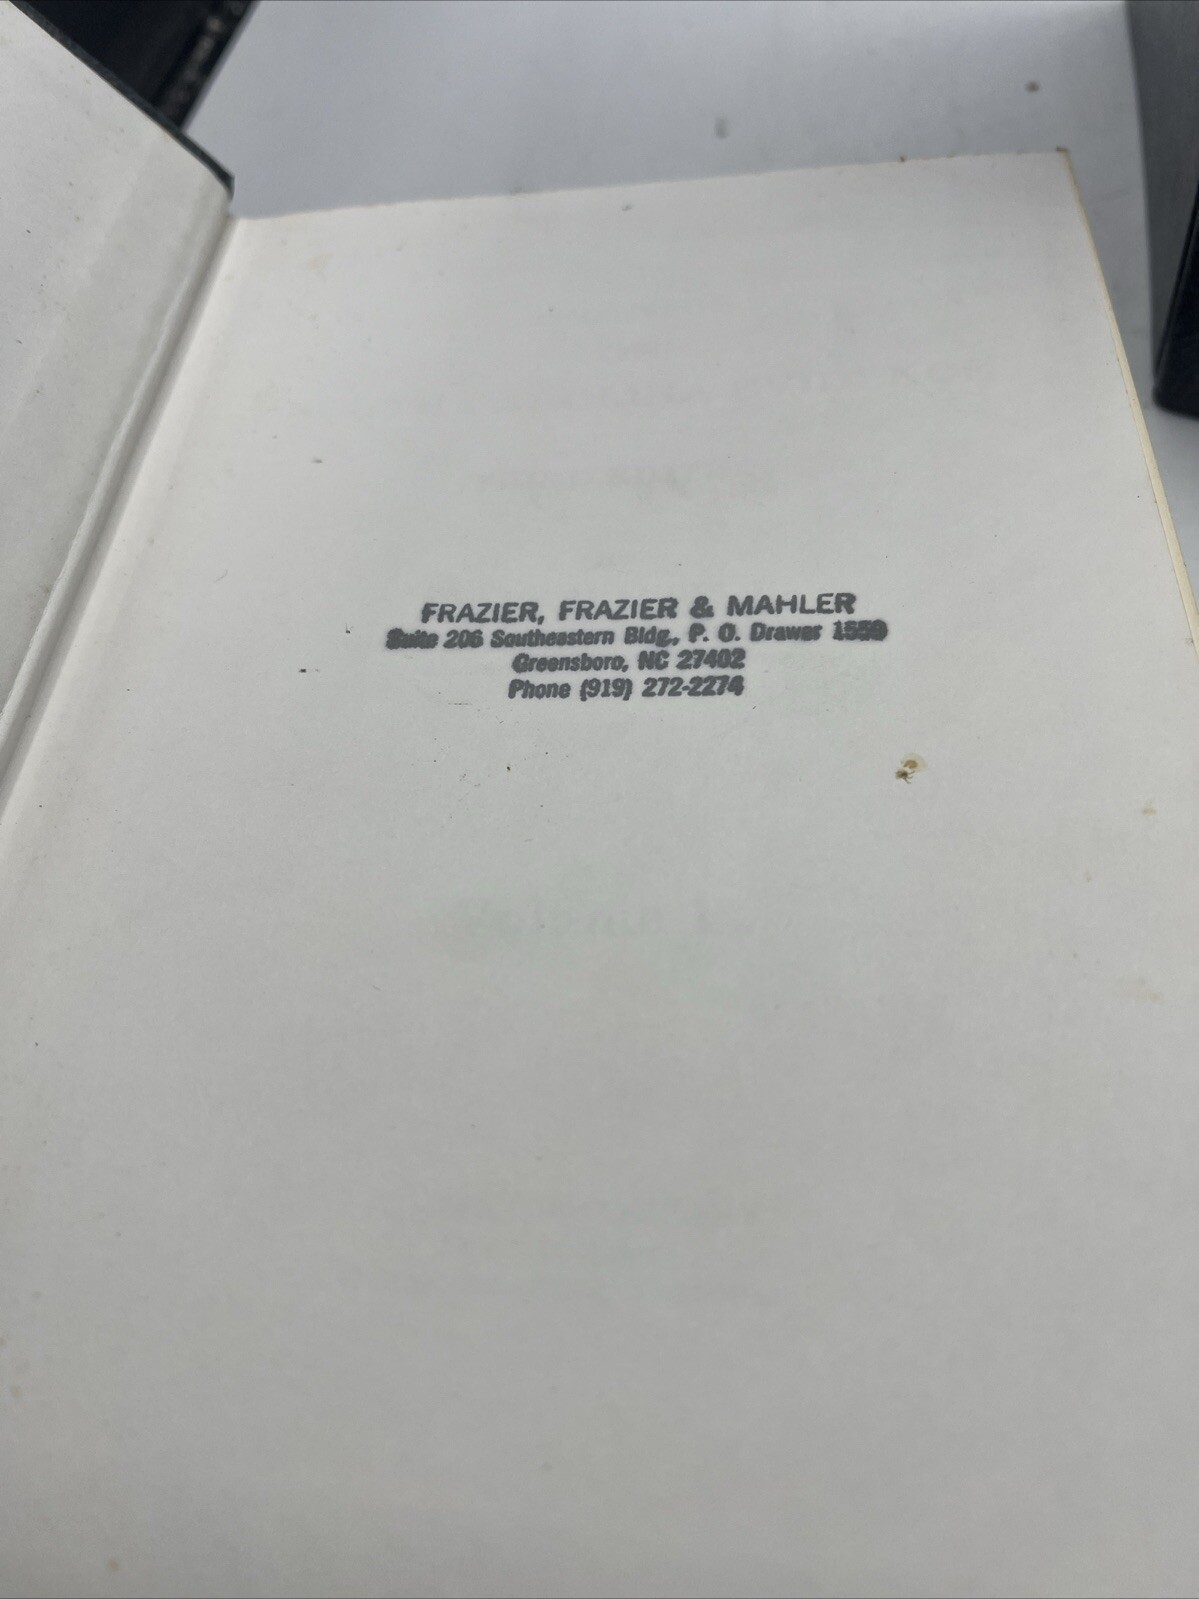 FRAZIER, FRAZIER & MAHLER
Suite 206 Southeastern Bldg., P. O. Drawer 1559
Greensboro, NC 27402
Phone (919) 272-2274